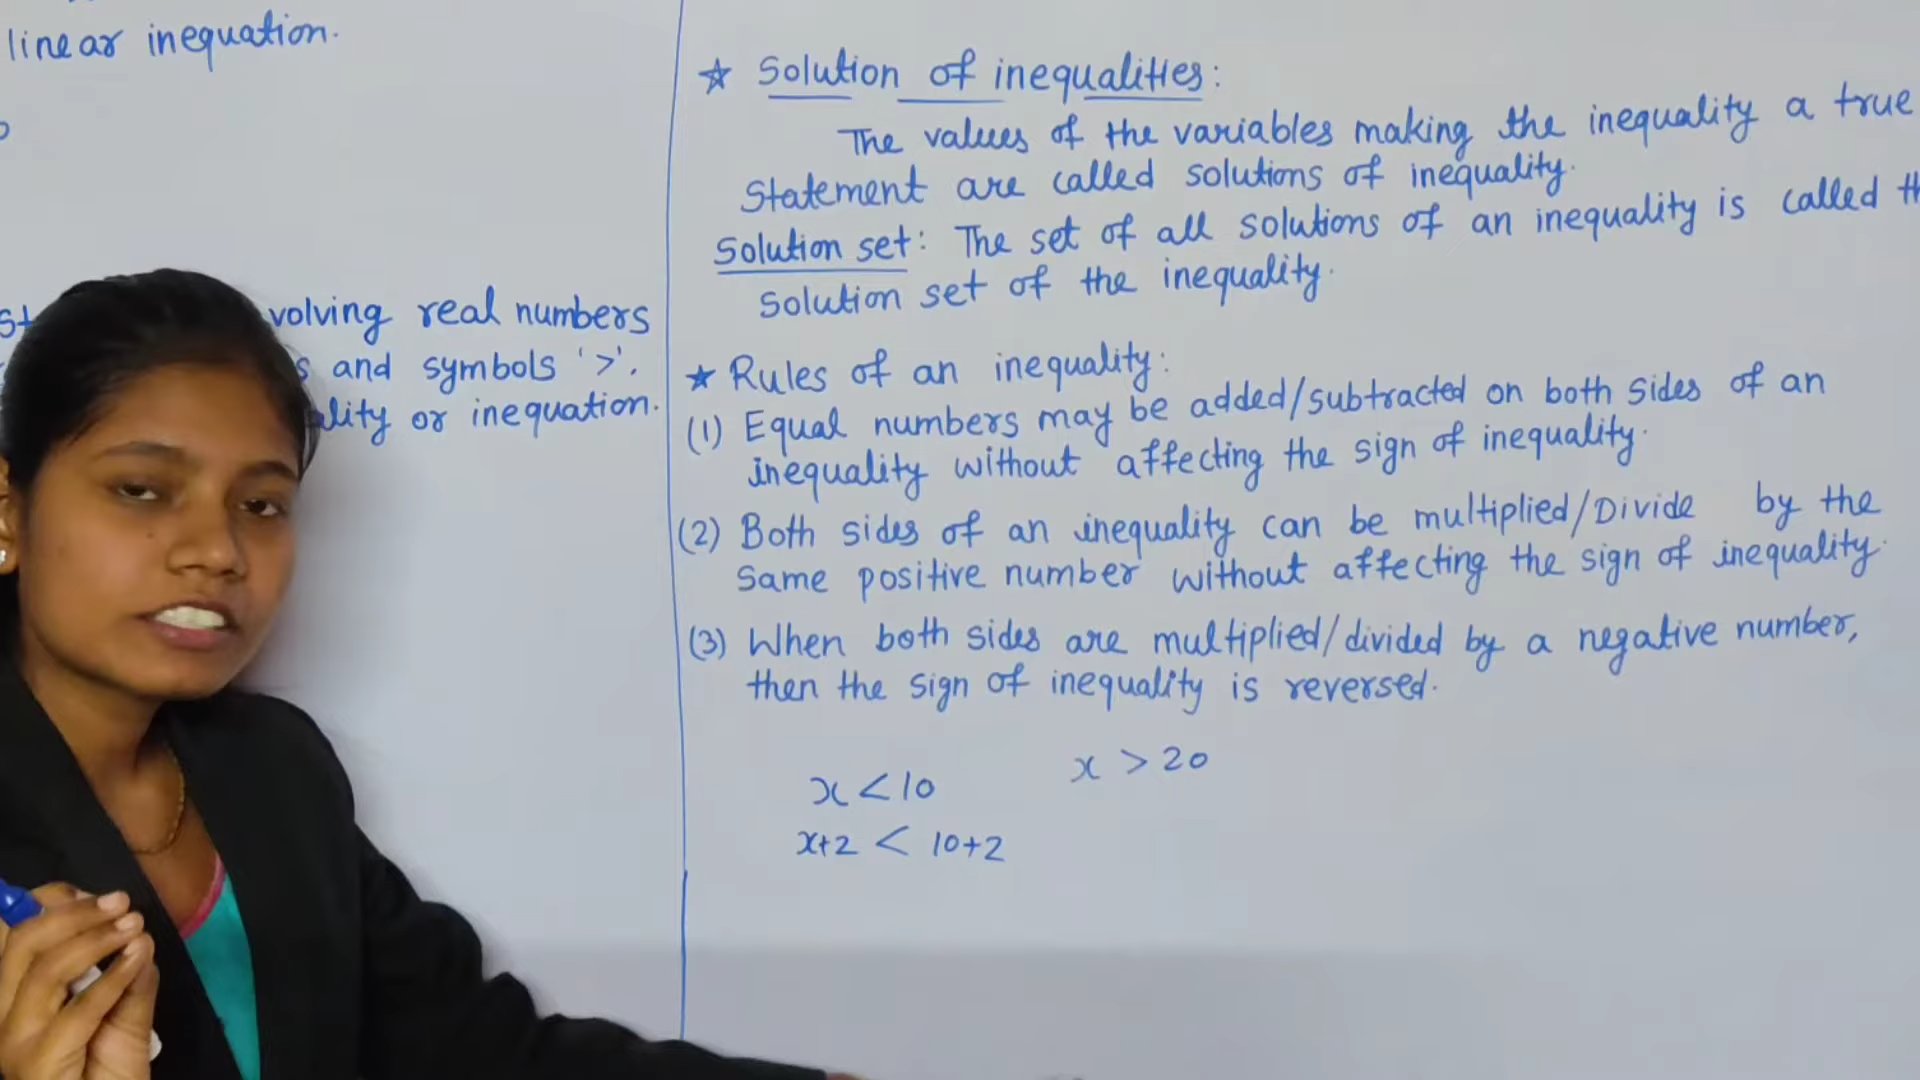 linear inequation.
volving real numbers
and symbols '>'.
ality or inequation.
☆ Solution of inequalities:
The values of the variables making the inequality a true
Statement are called solutions of inequality.
Solution set: The set of all solutions of an inequality is called th
Solution set of the inequality.
★ Rules of an inequality:
(1) Equal numbers may be added/subtracted on both sides of an
inequality without affecting the sign of inequality.
(2) Both sides of an inequality can be multiplied/Divide by the
Same positive number without affecting the sign of inequality.
(3) When both sides are multiplied/divided by a negative number,
then the sign of inequality is reversed.
x < 10
x > 20
x+2 < 10+2